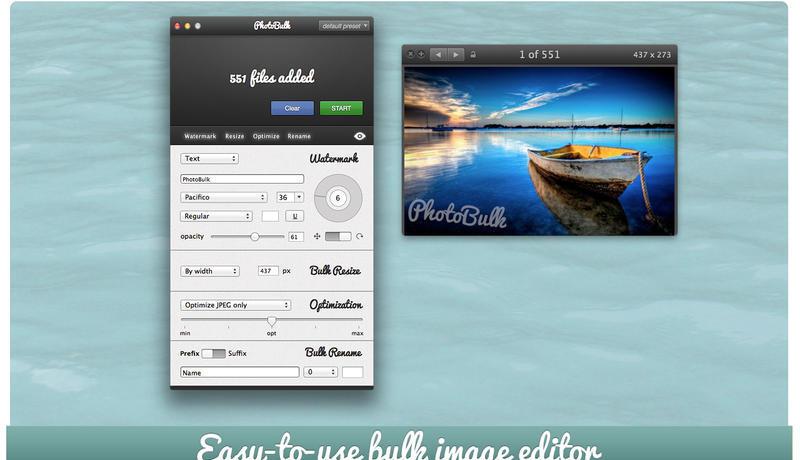 PhotoBulk
default preset
551 files added
Clear
START
Watermark Resize Optimize Rename
Text
Watermark
PhotoBulk
Pacifico
36
6
Regular
U
opacity
61
By width
437 px
Bulk Resize
Optimize JPEG only
Optimization
min opt max
Prefix Suffix
Bulk Rename
Name
0
1 of 551
437 x 273
PhotoBulk
Easy-to-use bulk image editor